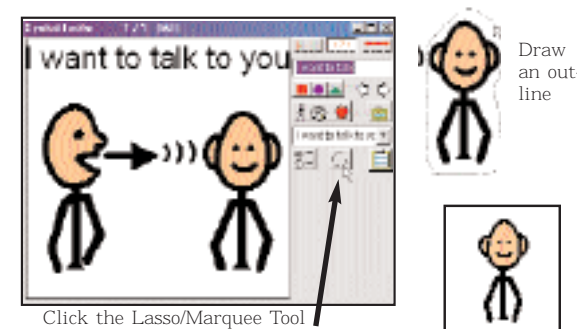 I want to talk to you
Draw
an out-
line
Click the Lasso/Marquee Tool